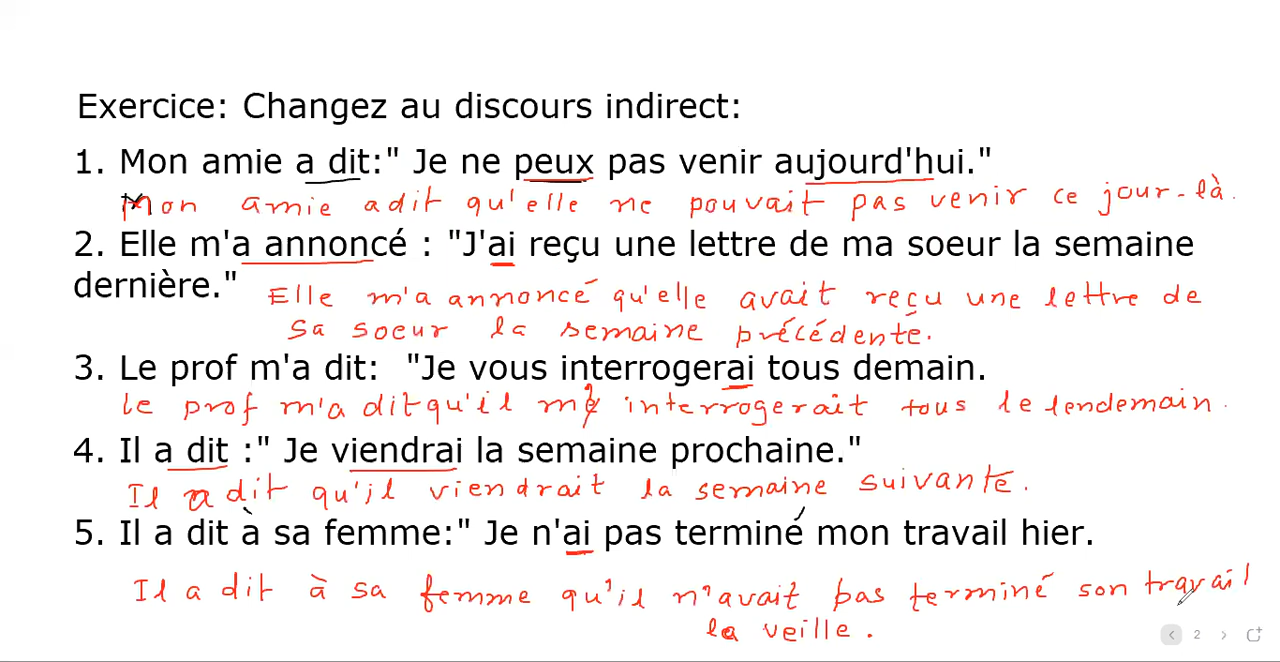 Exercice: Changez au discours indirect:
1. Mon amie a dit:" Je ne peux pas venir aujourd'hui."
Mon amie a dit qu'elle ne pouvait pas venir ce jour-là.
2. Elle m'a annoncé : "J'ai reçu une lettre de ma soeur la semaine
dernière."
Elle m'a annoncé qu'elle avait reçu une lettre de
sa soeur la semaine précédente.
3. Le prof m'a dit:  "Je vous interrogerai tous demain.
Le prof m'a dit qu'il m' interrogerait tous le lendemain.
4. Il a dit :" Je viendrai la semaine prochaine."
Il a dit qu'il viendrait la semaine suivante.
5. Il a dit à sa femme:" Je n'ai pas terminé mon travail hier.
Il a dit à sa femme qu'il n'avait pas terminé son travail
la veille.
2